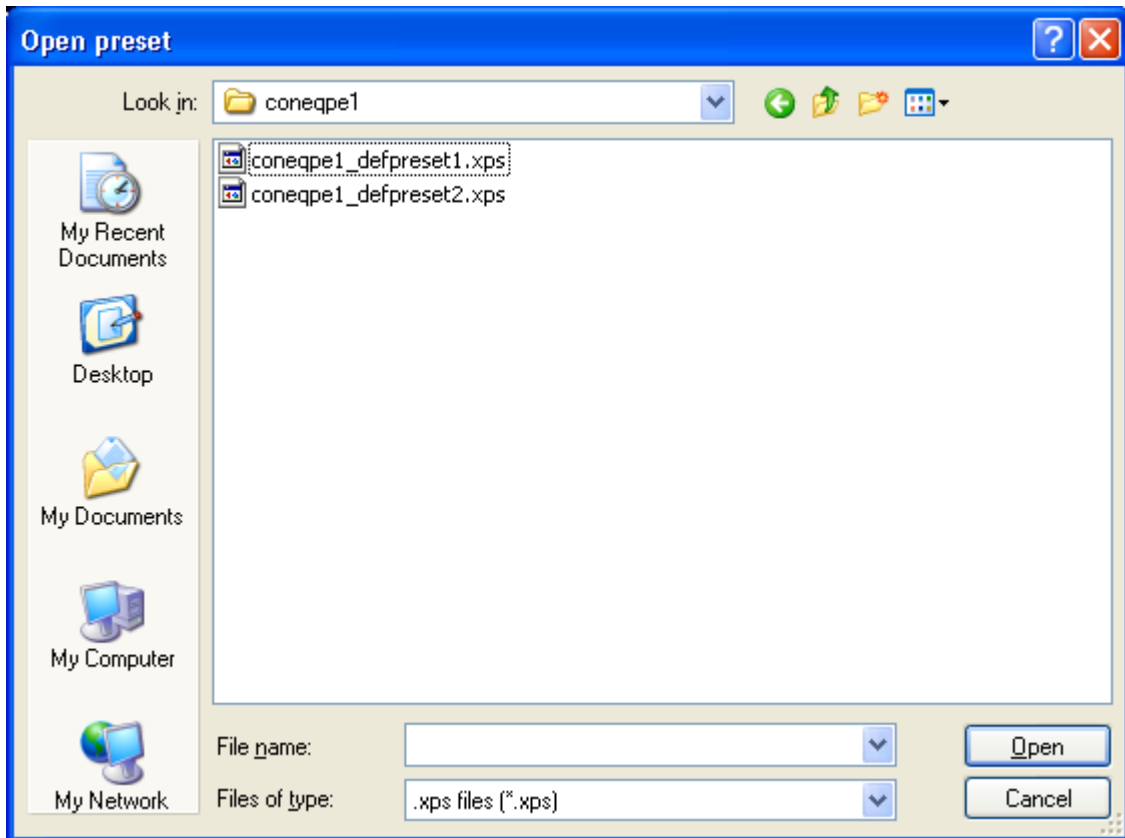 Open preset
Look in:
coneqpe1
coneqpe1_defpreset1.xps
coneqpe1_defpreset2.xps
My Recent
Documents
Desktop
My Documents
My Computer
My Network
File name:
Open
Files of type:
.xps files (*.xps)
Cancel